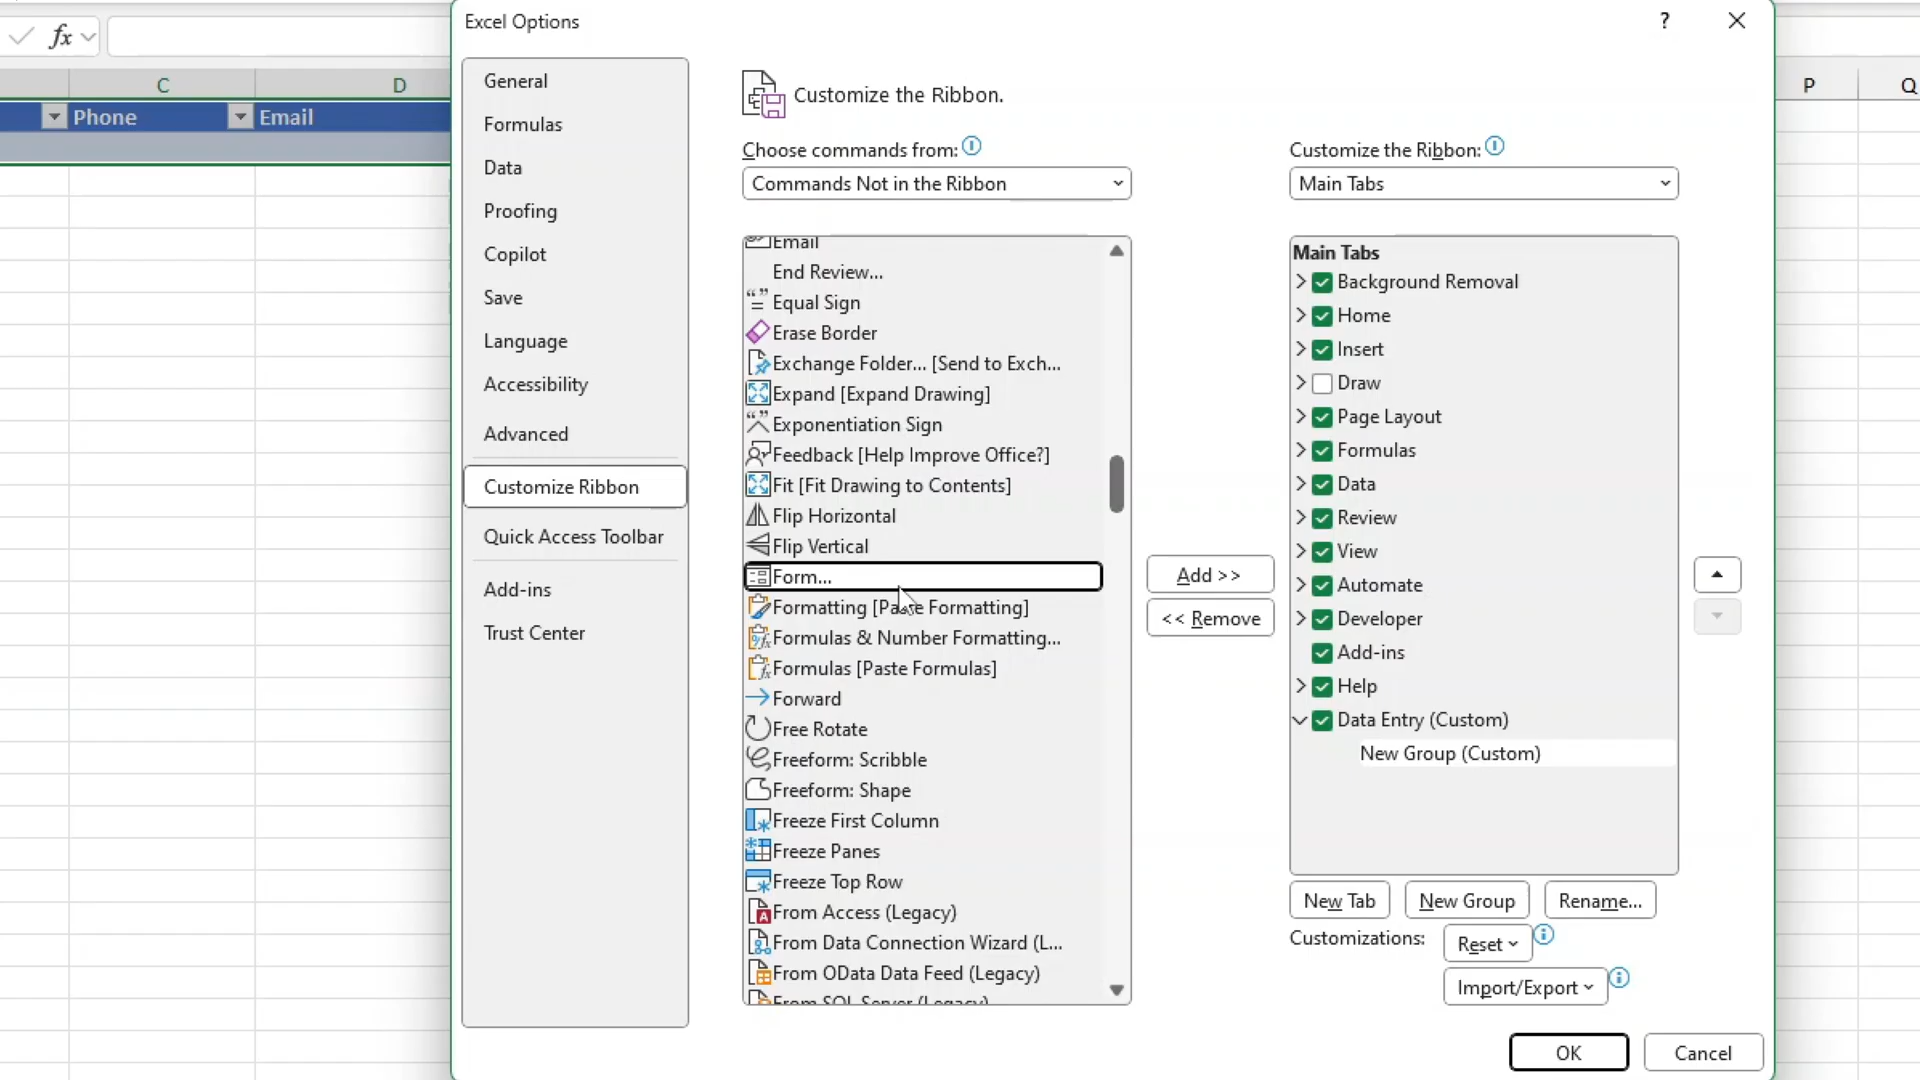 Excel Options
?
fx
C
D
P
Q
Phone
Email
General
Formulas
Data
Proofing
Copilot
Save
Language
Accessibility
Advanced
Customize Ribbon
Quick Access Toolbar
Add-ins
Trust Center
Customize the Ribbon.
Choose commands from:
Commands Not in the Ribbon
Email
End Review...
Equal Sign
Erase Border
Exchange Folder... [Send to Exch...
Expand [Expand Drawing]
Exponentiation Sign
Feedback [Help Improve Office?]
Fit [Fit Drawing to Contents]
Flip Horizontal
Flip Vertical
Form...
Formatting [Paste Formatting]
Formulas & Number Formatting...
Formulas [Paste Formulas]
Forward
Free Rotate
Freeform: Scribble
Freeform: Shape
Freeze First Column
Freeze Panes
Freeze Top Row
From Access (Legacy)
From Data Connection Wizard (L...
From OData Data Feed (Legacy)
From SQL Server (Legacy)
Add >>
<< Remove
Customize the Ribbon:
Main Tabs
Main Tabs
Background Removal
Home
Insert
Draw
Page Layout
Formulas
Data
Review
View
Automate
Developer
Add-ins
Help
Data Entry (Custom)
New Group (Custom)
New Tab
New Group
Rename...
Customizations:
Reset
Import/Export
OK
Cancel